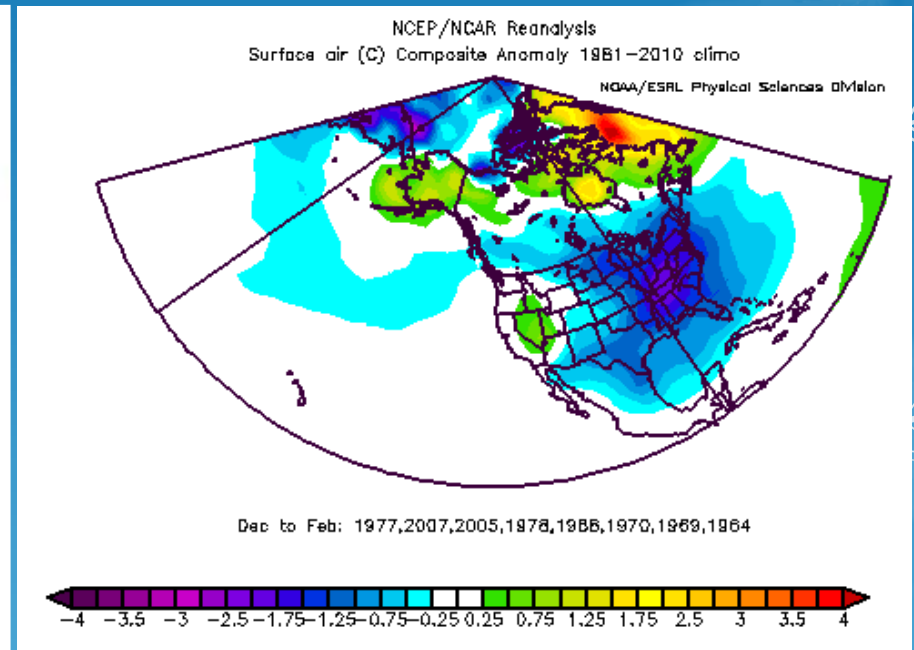 NCEP/NCAR Reanalysis
Surface air (C) Composite Anomaly 1981-2010 climo
NOAA/ESRL Physical Sciences Division
Dec to Feb: 1977,2007,2005,1978,1988,1970,1969,1964
-4 -3.5 -3 -2.5 -1.75 -1.25 -0.75 -0.25 0.25 0.75 1.25 1.75 2.5 3 3.5 4